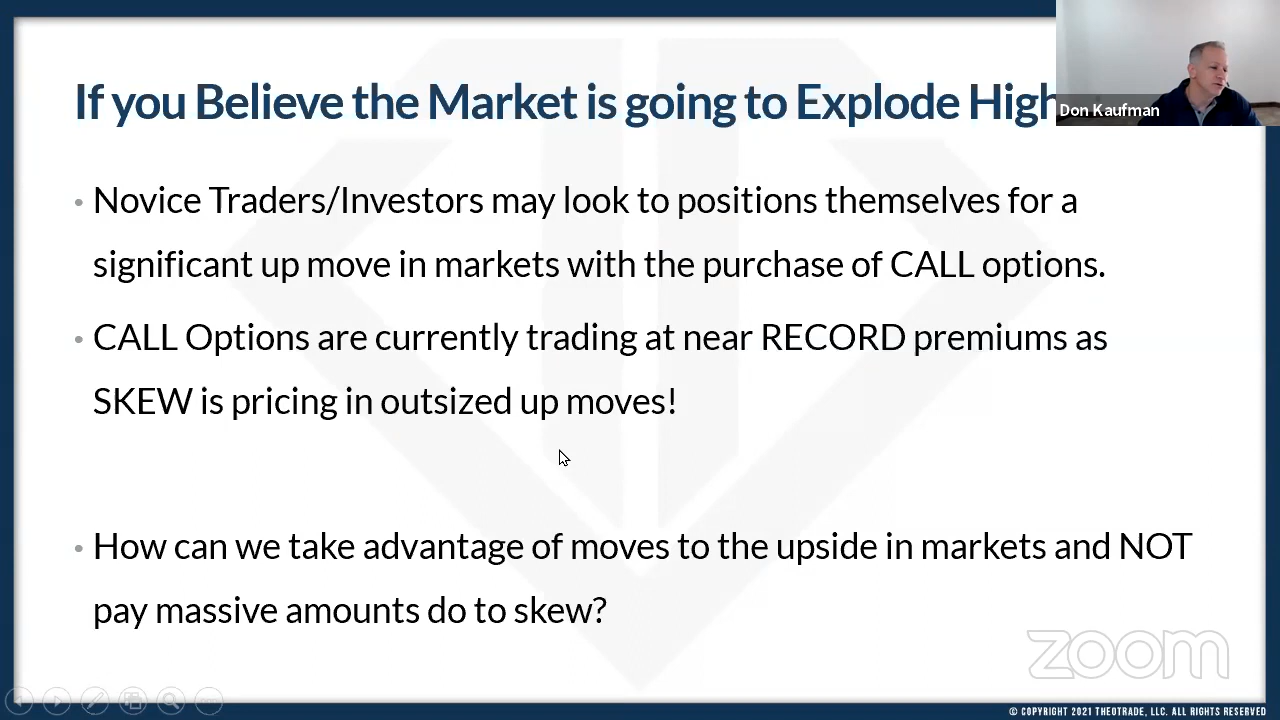 If you Believe the Market is going to Explode High
Don Kaufman
• Novice Traders/Investors may look to positions themselves for a
significant up move in markets with the purchase of CALL options.
• CALL Options are currently trading at near RECORD premiums as
SKEW is pricing in outsized up moves!
• How can we take advantage of moves to the upside in markets and NOT
pay massive amounts do to skew?
zoom
© COPYRIGHT 2021 THEOTRADE, LLC. ALL RIGHTS RESERVED